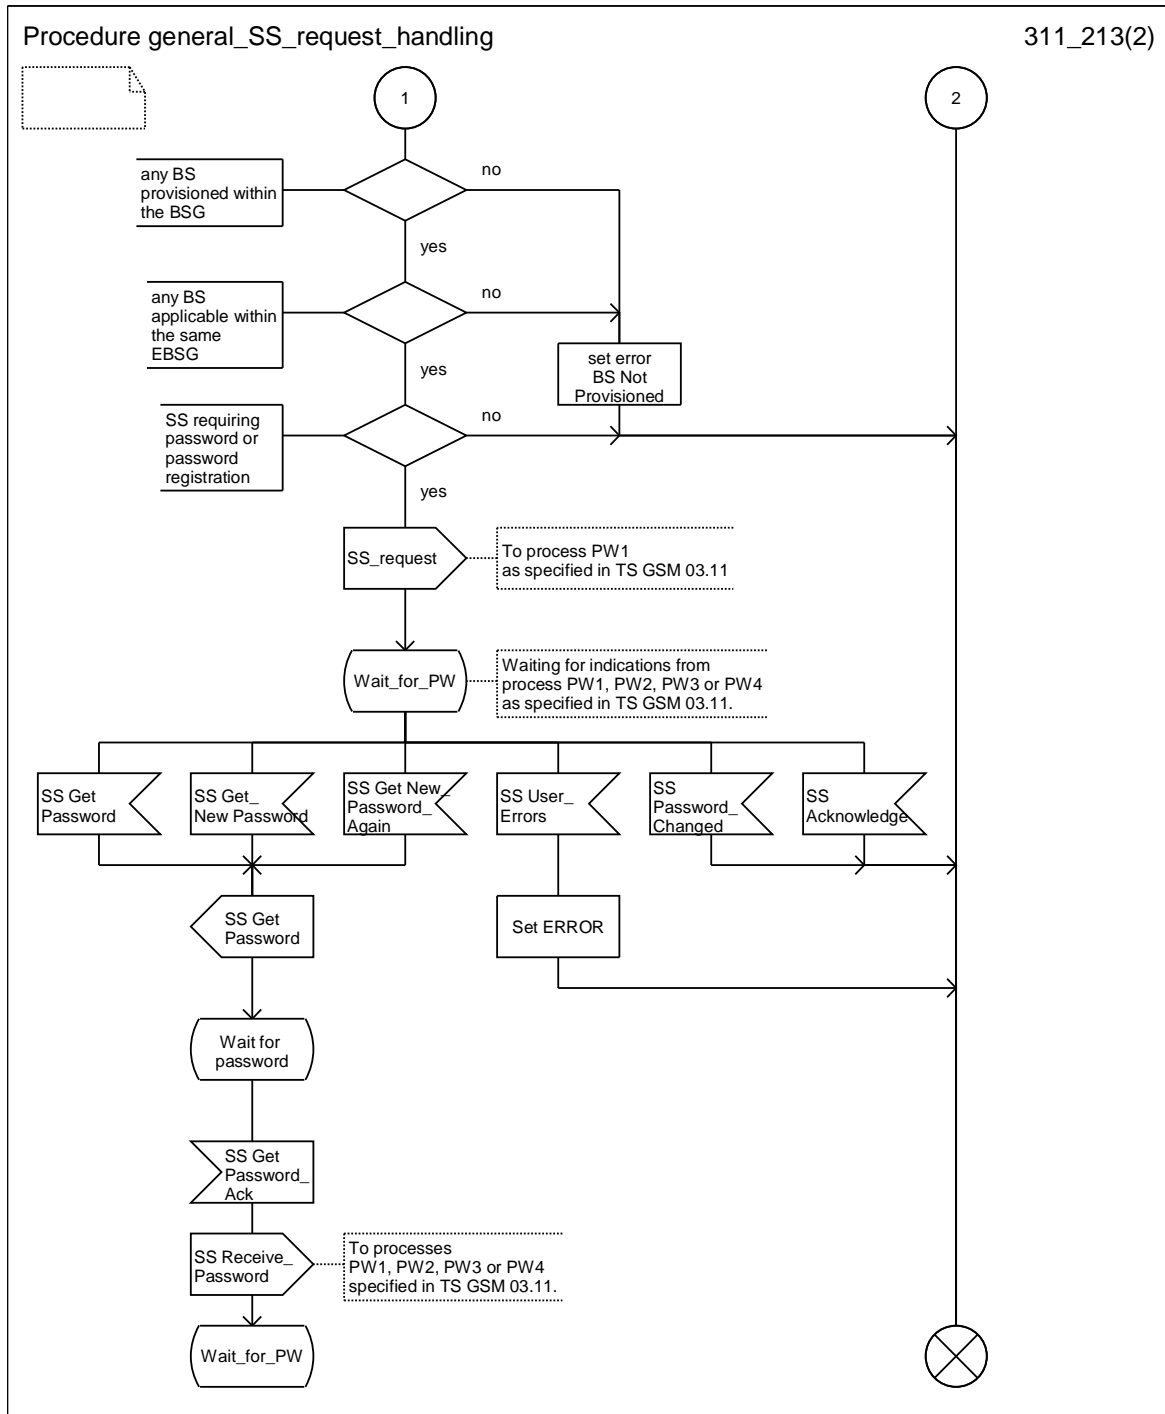 Procedure general_SS_request_handling
311_213(2)
1
2
any BS
provisioned within
the BSG
no
yes
any BS
applicable within
the same
EBSG
no
set error
BS Not
Provisioned
yes
SS requiring
password or
password
registration
no
yes
SS_request
To process PW1
as specified in TS GSM 03.11
Wait_for_PW
Waiting for indications from
process PW1, PW2, PW3 or PW4
as specified in TS GSM 03.11.
SS Get
Password
SS Get_
New Password
SS Get New_
Password_
Again
SS User_
Errors
SS
Password_
Changed
SS
Acknowledge
SS Get
Password
Set ERROR
Wait for
password
SS Get
Password_
Ack
SS Receive_
Password
To processes
PW1, PW2, PW3 or PW4
specified in TS GSM 03.11.
Wait_for_PW